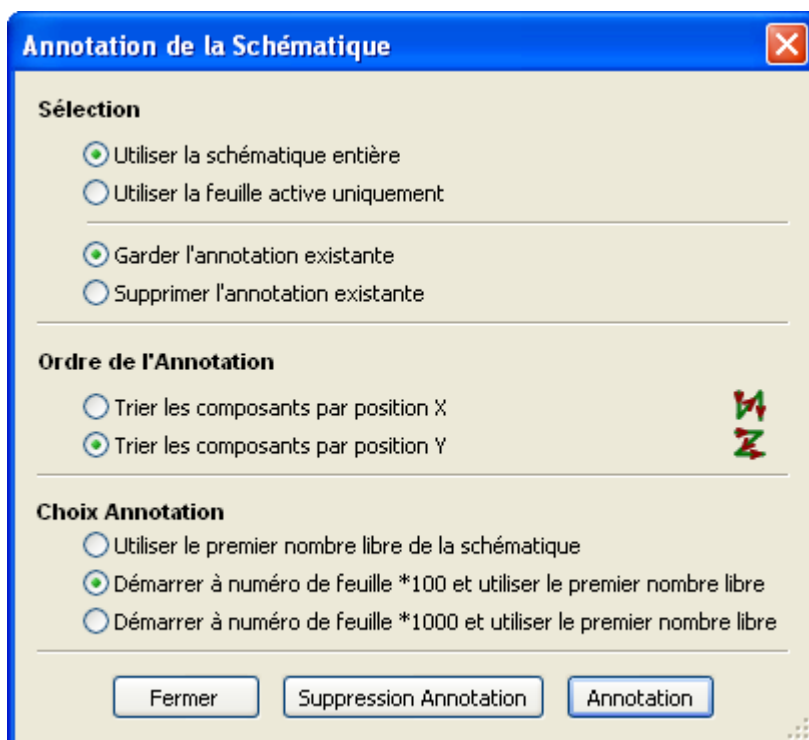 Annotation de la Schématique
Sélection
Utiliser la schématique entière
Utiliser la feuille active uniquement
Garder l'annotation existante
Supprimer l'annotation existante
Ordre de l'Annotation
Trier les composants par position X
Trier les composants par position Y
Choix Annotation
Utiliser le premier nombre libre de la schématique
Démarrer à numéro de feuille *100 et utiliser le premier nombre libre
Démarrer à numéro de feuille *1000 et utiliser le premier nombre libre
Fermer Suppression Annotation Annotation